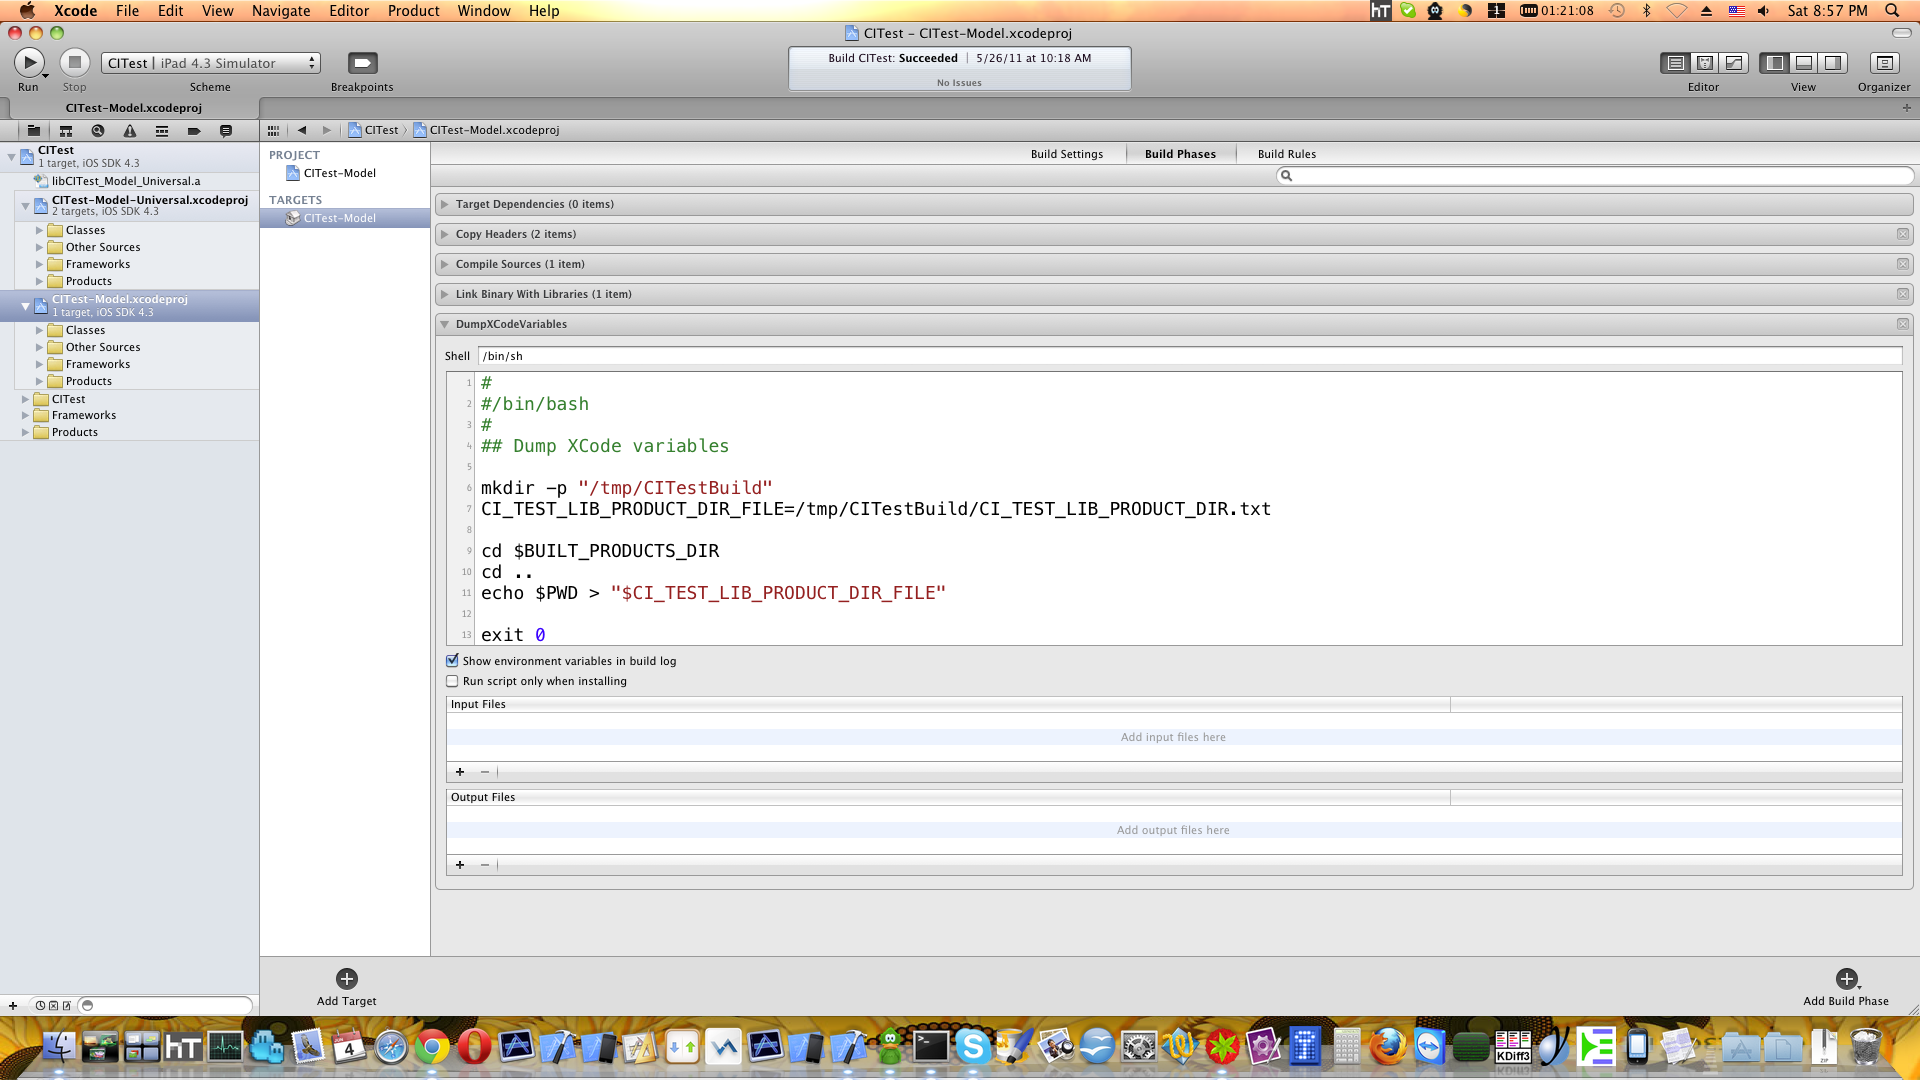 Xcode File Edit View Navigate Editor Product Window Help
hT 1 01:21:08 Sat 8:57 PM
CITest - CITest-Model.xcodeproj
CITest | iPad 4.3 Simulator
Build CITest: Succeeded | 5/26/11 at 10:18 AM
No Issues
Run Stop Scheme Breakpoints Editor View Organizer
CITest-Model.xcodeproj
CITest CITest-Model.xcodeproj
CITest
1 target, iOS SDK 4.3
libCITest_Model_Universal.a
CITest-Model-Universal.xcodeproj
2 targets, iOS SDK 4.3
Classes
Other Sources
Frameworks
Products
CITest-Model.xcodeproj
1 target, iOS SDK 4.3
Classes
Other Sources
Frameworks
Products
CITest
Frameworks
Products
PROJECT
CITest-Model
TARGETS
CITest-Model
Build Settings Build Phases Build Rules
Target Dependencies (0 items)
Copy Headers (2 items)
Compile Sources (1 item)
Link Binary With Libraries (1 item)
DumpXCodeVariables
Shell /bin/sh
1 #
2 #/bin/bash
3 #
4 ## Dump XCode variables
5
6 mkdir -p "/tmp/CITestBuild"
7 CI_TEST_LIB_PRODUCT_DIR_FILE=/tmp/CITestBuild/CI_TEST_LIB_PRODUCT_DIR.txt
8
9 cd $BUILT_PRODUCTS_DIR
10 cd ..
11 echo $PWD > "$CI_TEST_LIB_PRODUCT_DIR_FILE"
12
13 exit 0
Show environment variables in build log
Run script only when installing
Input Files
Add input files here
Output Files
Add output files here
Add Target
Add Build Phase
hT
4
KDiff3
ZIP